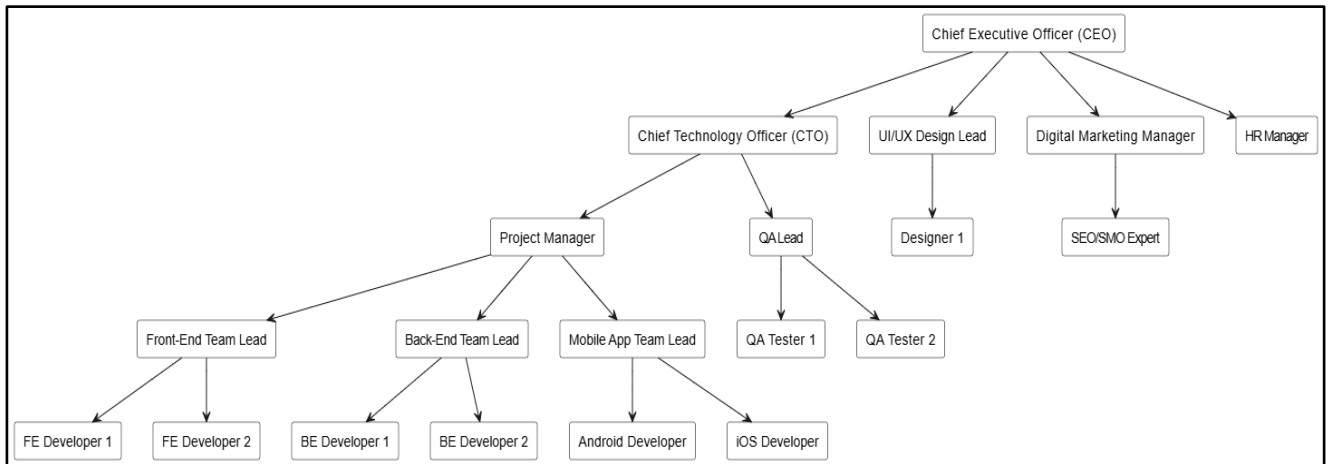 Chief Executive Officer (CEO)
Chief Technology Officer (CTO)
UI/UX Design Lead
Digital Marketing Manager
HR Manager
Project Manager
QA Lead
Designer 1
SEO/SMO Expert
Front-End Team Lead
Back-End Team Lead
Mobile App Team Lead
QA Tester 1
QA Tester 2
FE Developer 1
FE Developer 2
BE Developer 1
BE Developer 2
Android Developer
iOS Developer